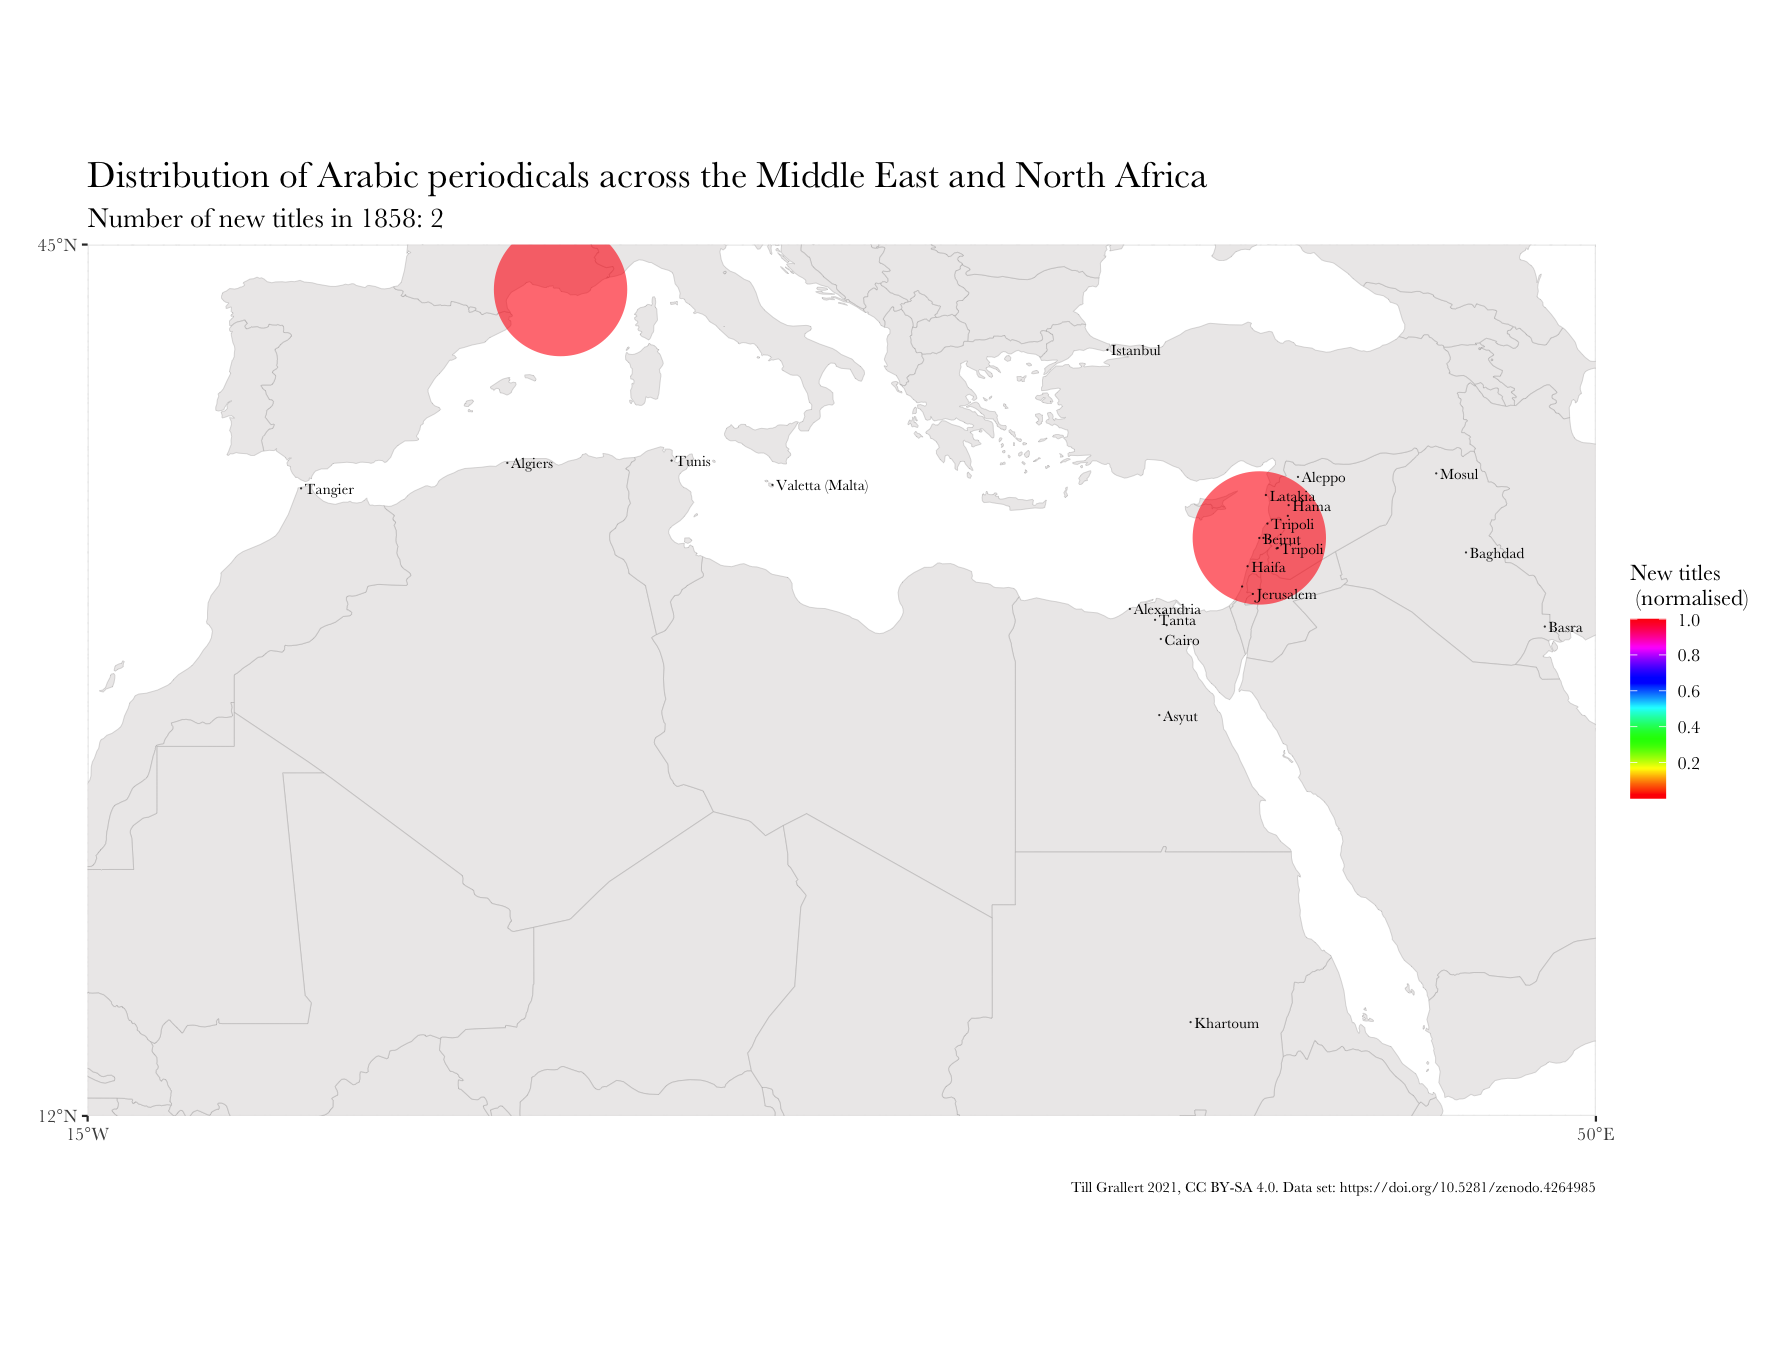 Distribution of Arabic periodicals across the Middle East and North Africa
Number of new titles in 1858: 2
45°N
Istanbul
Algiers
Tunis
Tangier
Valetta (Malta)
Aleppo
Mosul
Latakia
Hama
Tripoli
Beirut
Tripoli
Baghdad
Haifa
Jerusalem
Alexandria
Tanta
Cairo
Basra
Asyut
Khartoum
New titles
(normalised)
1.0
0.8
0.6
0.4
0.2
12°N
15°W
50°E
Till Grallert 2021, CC BY-SA 4.0. Data set: https://doi.org/10.5281/zenodo.4264985